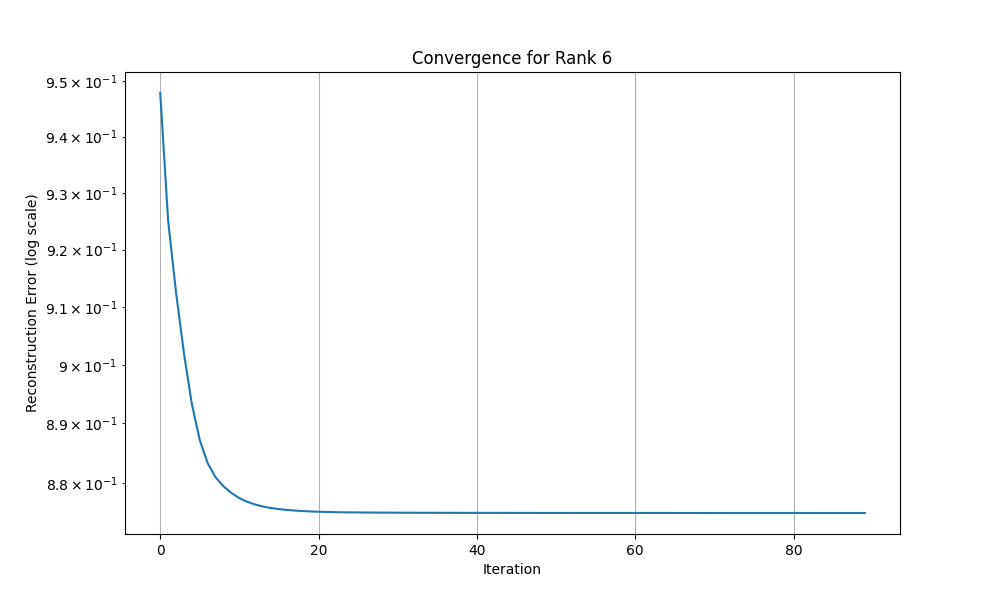 Convergence for Rank 6
Reconstruction Error (log scale)
9.5 × 10⁻¹
9.4 × 10⁻¹
9.3 × 10⁻¹
9.2 × 10⁻¹
9.1 × 10⁻¹
9 × 10⁻¹
8.9 × 10⁻¹
8.8 × 10⁻¹
0 20 40 60 80
Iteration